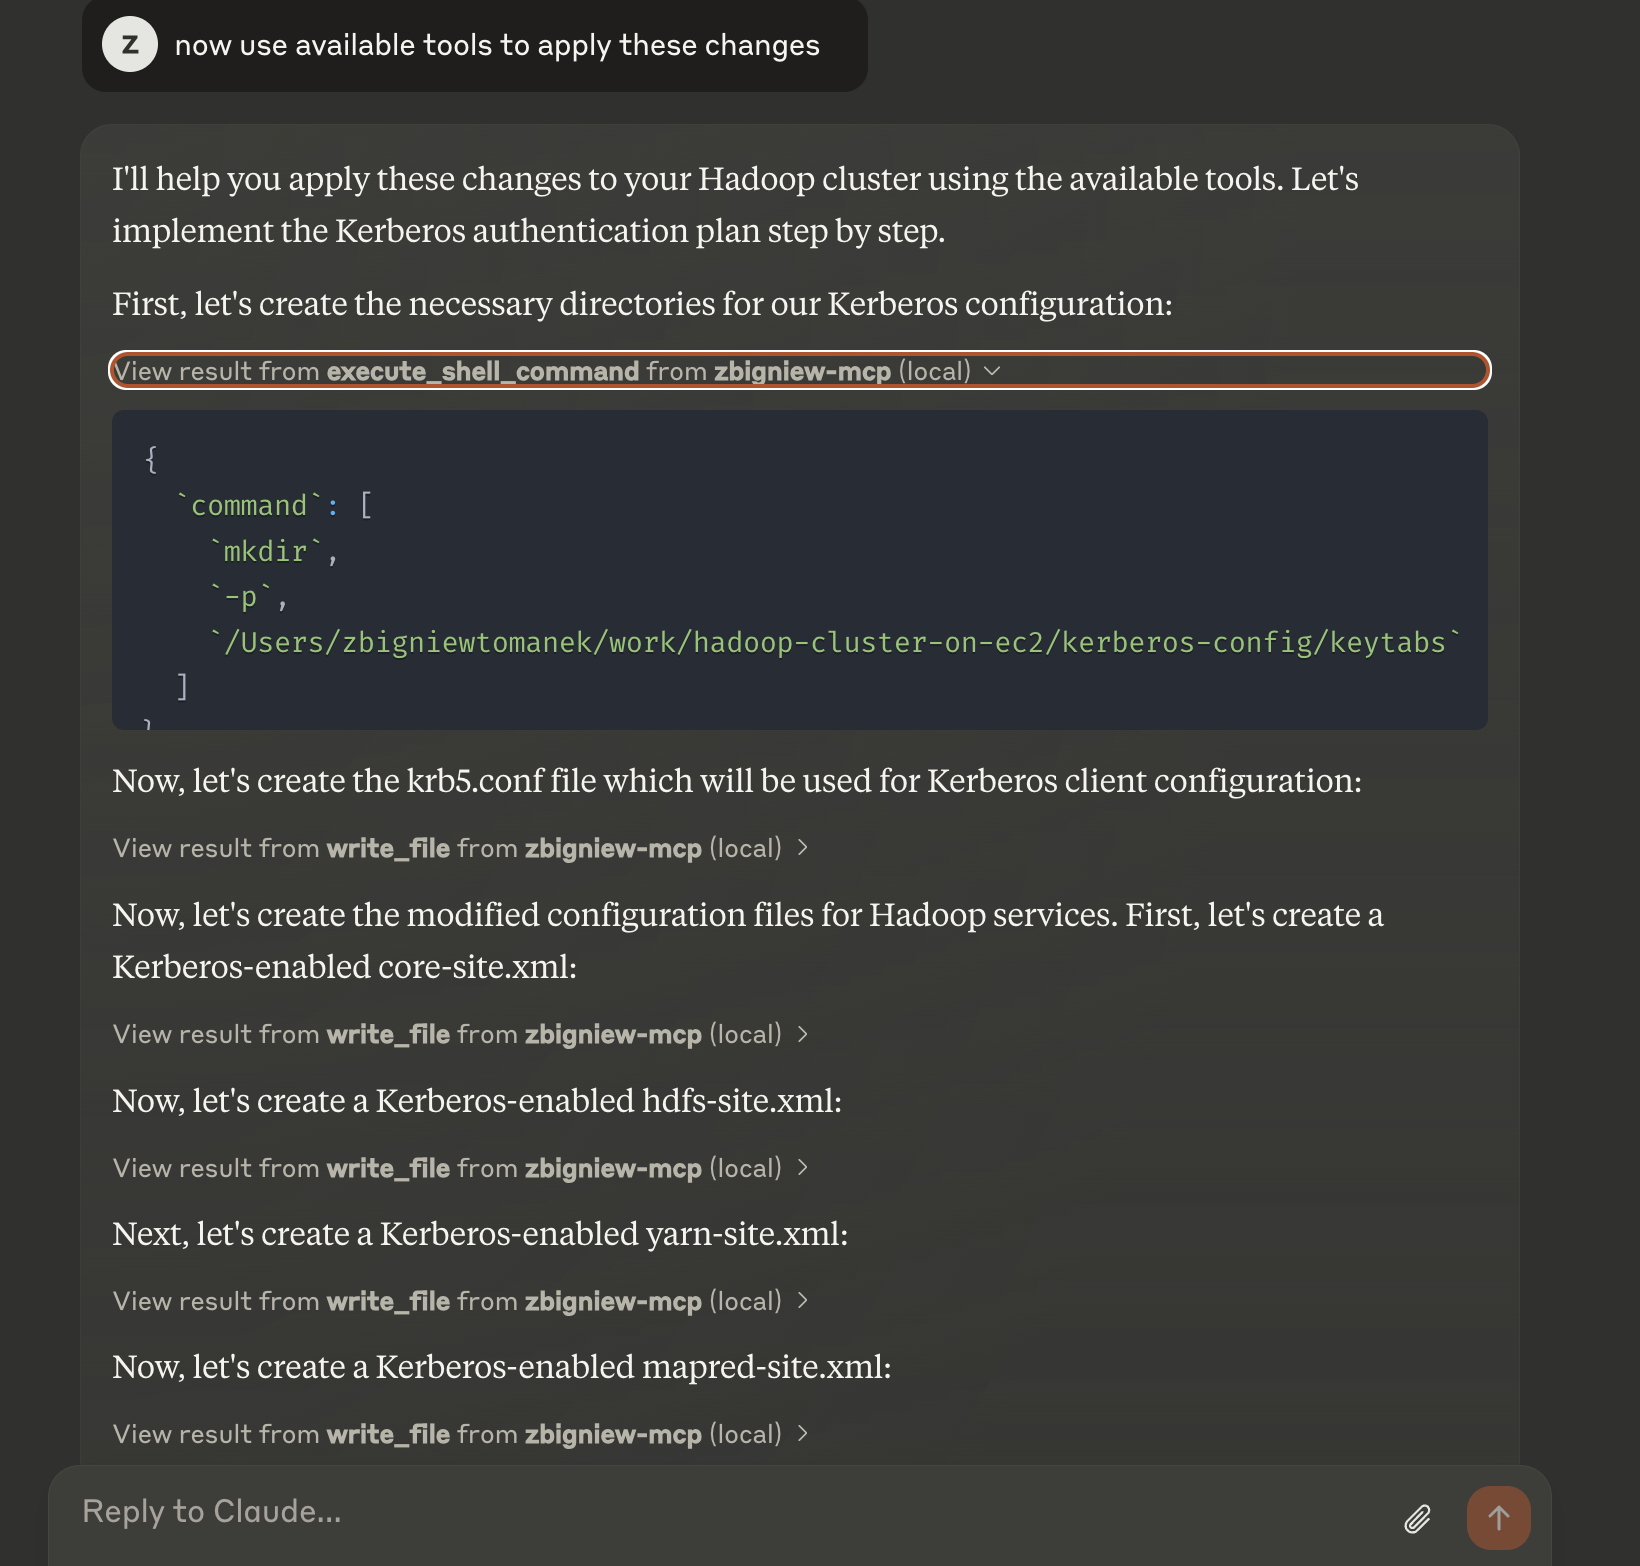 Z now use available tools to apply these changes
I'll help you apply these changes to your Hadoop cluster using the available tools. Let's
implement the Kerberos authentication plan step by step.
First, let's create the necessary directories for our Kerberos configuration:
View result from execute_shell_command from zbigniew-mcp (local)
{
  `command`: [
    `mkdir`,
    `-p`,
    `/Users/zbigniewtomanek/work/hadoop-cluster-on-ec2/kerberos-config/keytabs`
  ]
}
Now, let's create the krb5.conf file which will be used for Kerberos client configuration:
View result from write_file from zbigniew-mcp (local)
Now, let's create the modified configuration files for Hadoop services. First, let's create a
Kerberos-enabled core-site.xml:
View result from write_file from zbigniew-mcp (local)
Now, let's create a Kerberos-enabled hdfs-site.xml:
View result from write_file from zbigniew-mcp (local)
Next, let's create a Kerberos-enabled yarn-site.xml:
View result from write_file from zbigniew-mcp (local)
Now, let's create a Kerberos-enabled mapred-site.xml:
View result from write_file from zbigniew-mcp (local)
Reply to Claude...